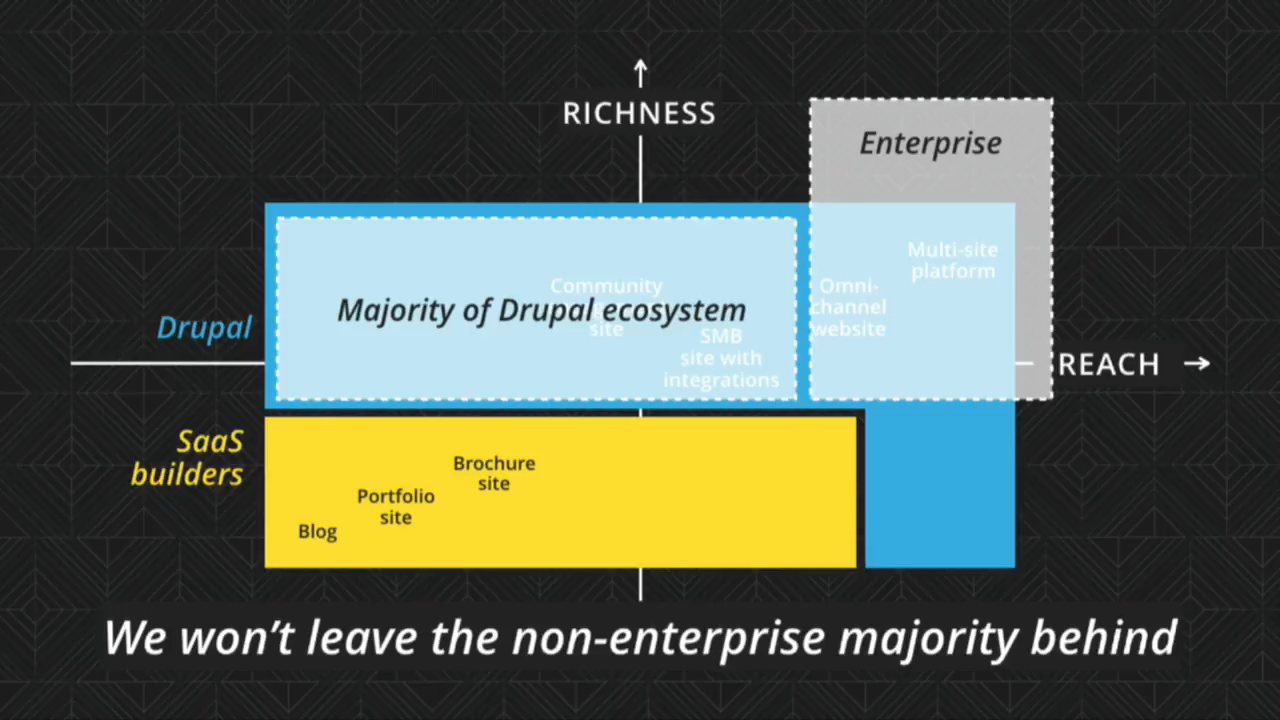 RICHNESS
Enterprise
Multi-site
platform
Community
Omni-
channel
website
Majority of Drupal ecosystem
site
SMB
site with
integrations
Drupal
REACH
SaaS
builders
Brochure
site
Portfolio
site
Blog
We won't leave the non-enterprise majority behind